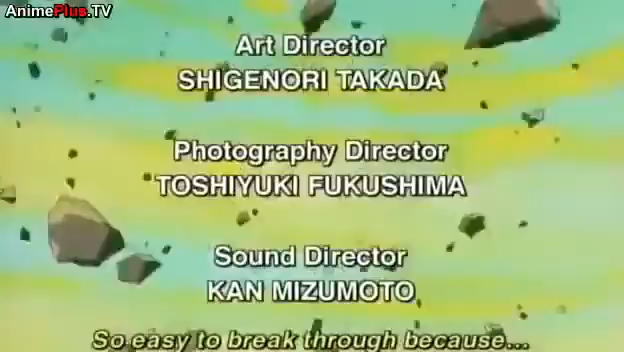 AnimePlus.TV
Art Director
SHIGENORI TAKADA
Photography Director
TOSHIYUKI FUKUSHIMA
Sound Director
KAN MIZUMOTO
So easy to break through because...